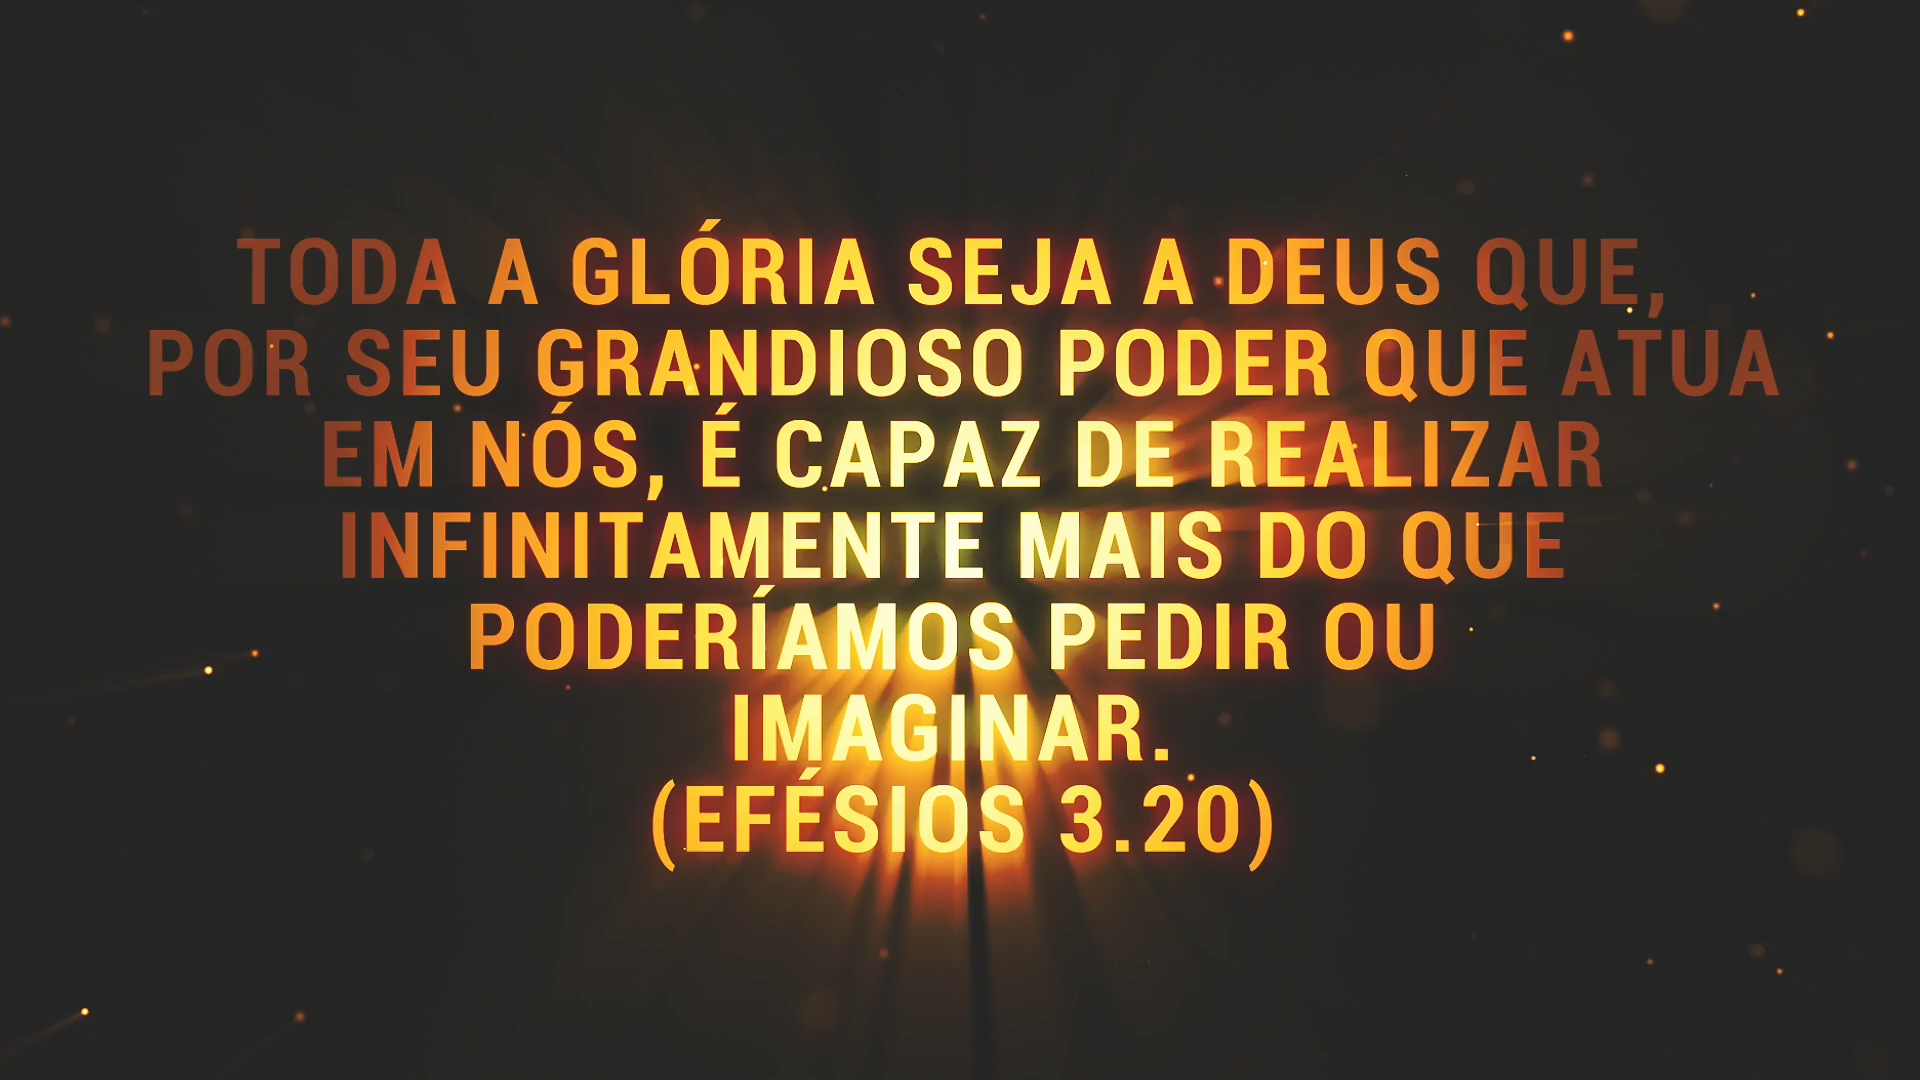 TODA A GLÓRIA SEJA A DEUS QUE,
POR SEU GRANDIOSO PODER QUE ATUA
EM NÓS, É CAPAZ DE REALIZAR
INFINITAMENTE MAIS DO QUE
PODERÍAMOS PEDIR OU
IMAGINAR.
(EFÉSIOS 3.20)